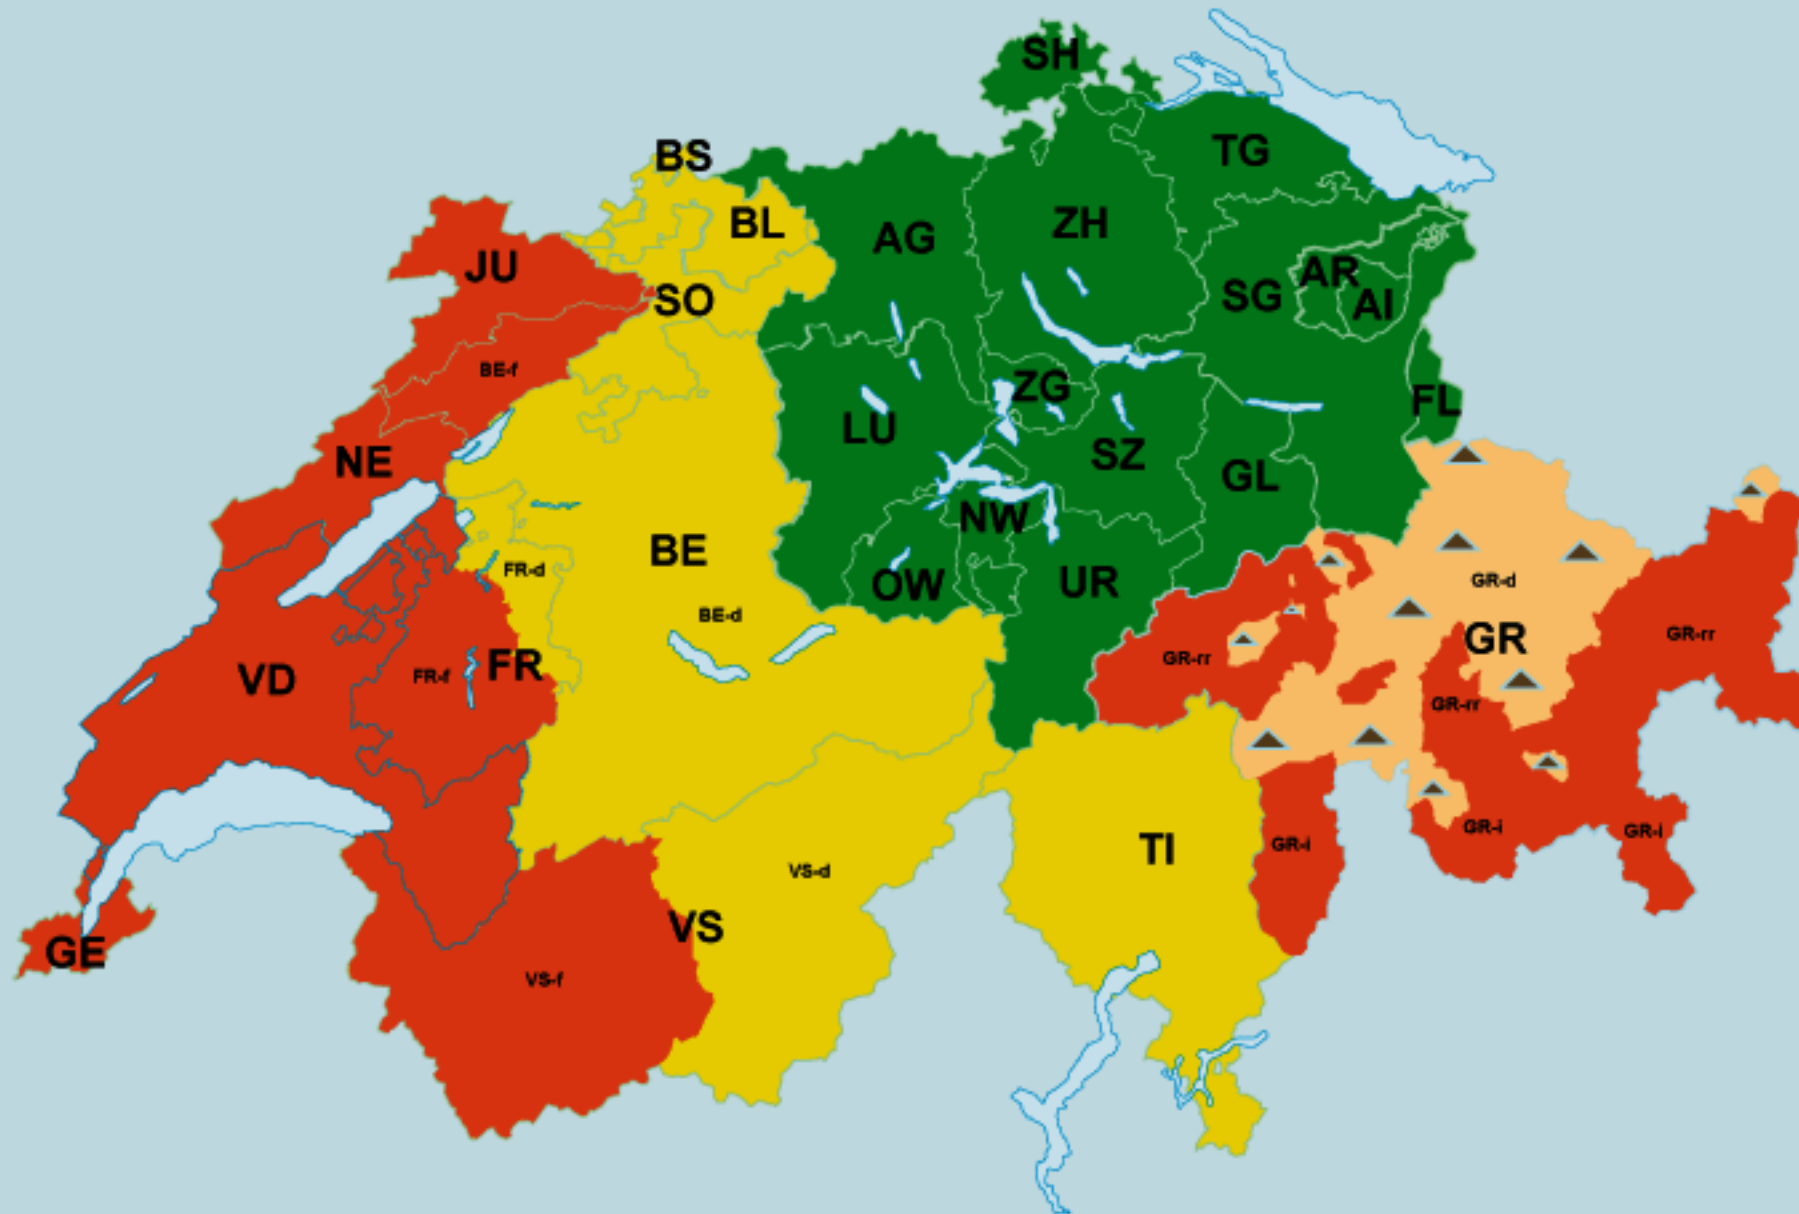 SH
BS
TG
BL
AG
ZH
JU
SO
SG
AR
AI
BE-f
ZG
FL
LU
NE
SZ
GL
NW
BE
FR-d
OW
UR
GR-d
BE-d
GR
GR-rr
VD
FR-f
FR
GR-rr
GR-rr
TI
VS-d
GR-i
GR-i
GR-i
VS
GE
VS-f